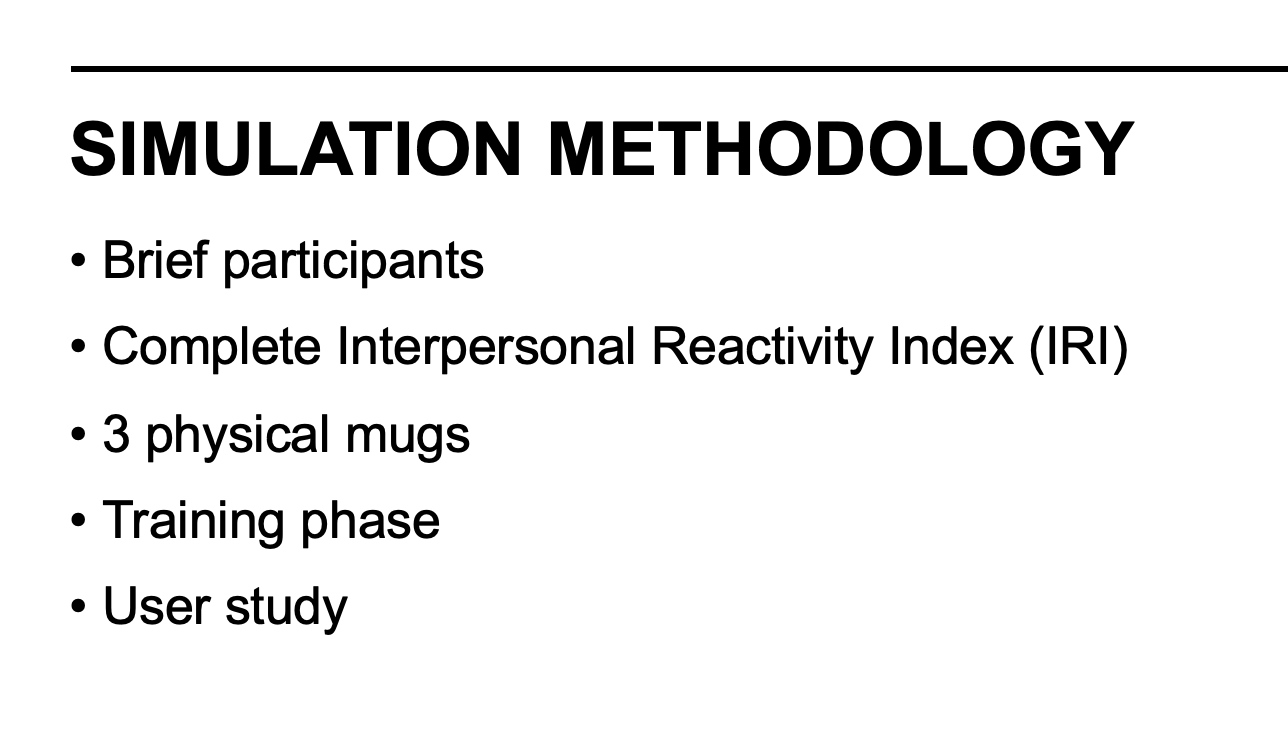 SIMULATION METHODOLOGY
• Brief participants
• Complete Interpersonal Reactivity Index (IRI)
• 3 physical mugs
• Training phase
• User study